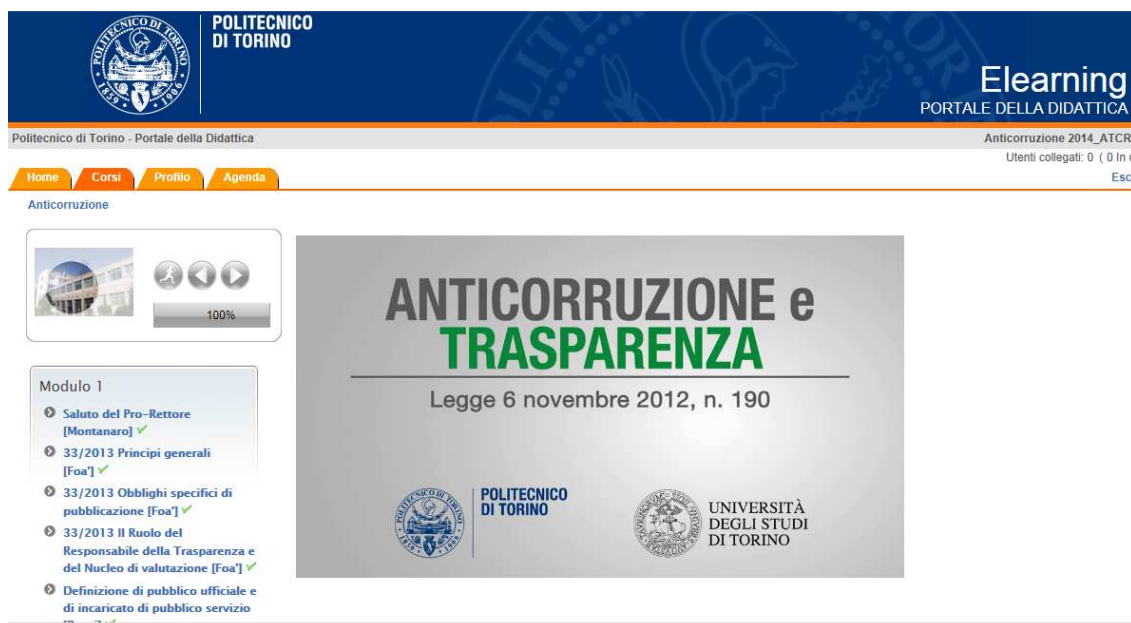 POLITECNICO
DI TORINO
Elearning
PORTALE DELLA DIDATTICA
Politecnico di Torino - Portale della Didattica
Anticorruzione 2014_ATCR
Utenti collegati: 0 ( 0 In
Home
Corsi
Profilo
Agenda
Esc
Anticorruzione
100%
Modulo 1
Saluto del Pro-Rettore
[Montanaro]
33/2013 Principi generali
[Foa']
33/2013 Obblighi specifici di
pubblicazione [Foa']
33/2013 Il Ruolo del
Responsabile della Trasparenza e
del Nucleo di valutazione [Foa']
Definizione di pubblico ufficiale e
di incaricato di pubblico servizio
ANTICORRUZIONE e
TRASPARENZA
Legge 6 novembre 2012, n. 190
POLITECNICO
DI TORINO
UNIVERSITÀ
DEGLI STUDI
DI TORINO